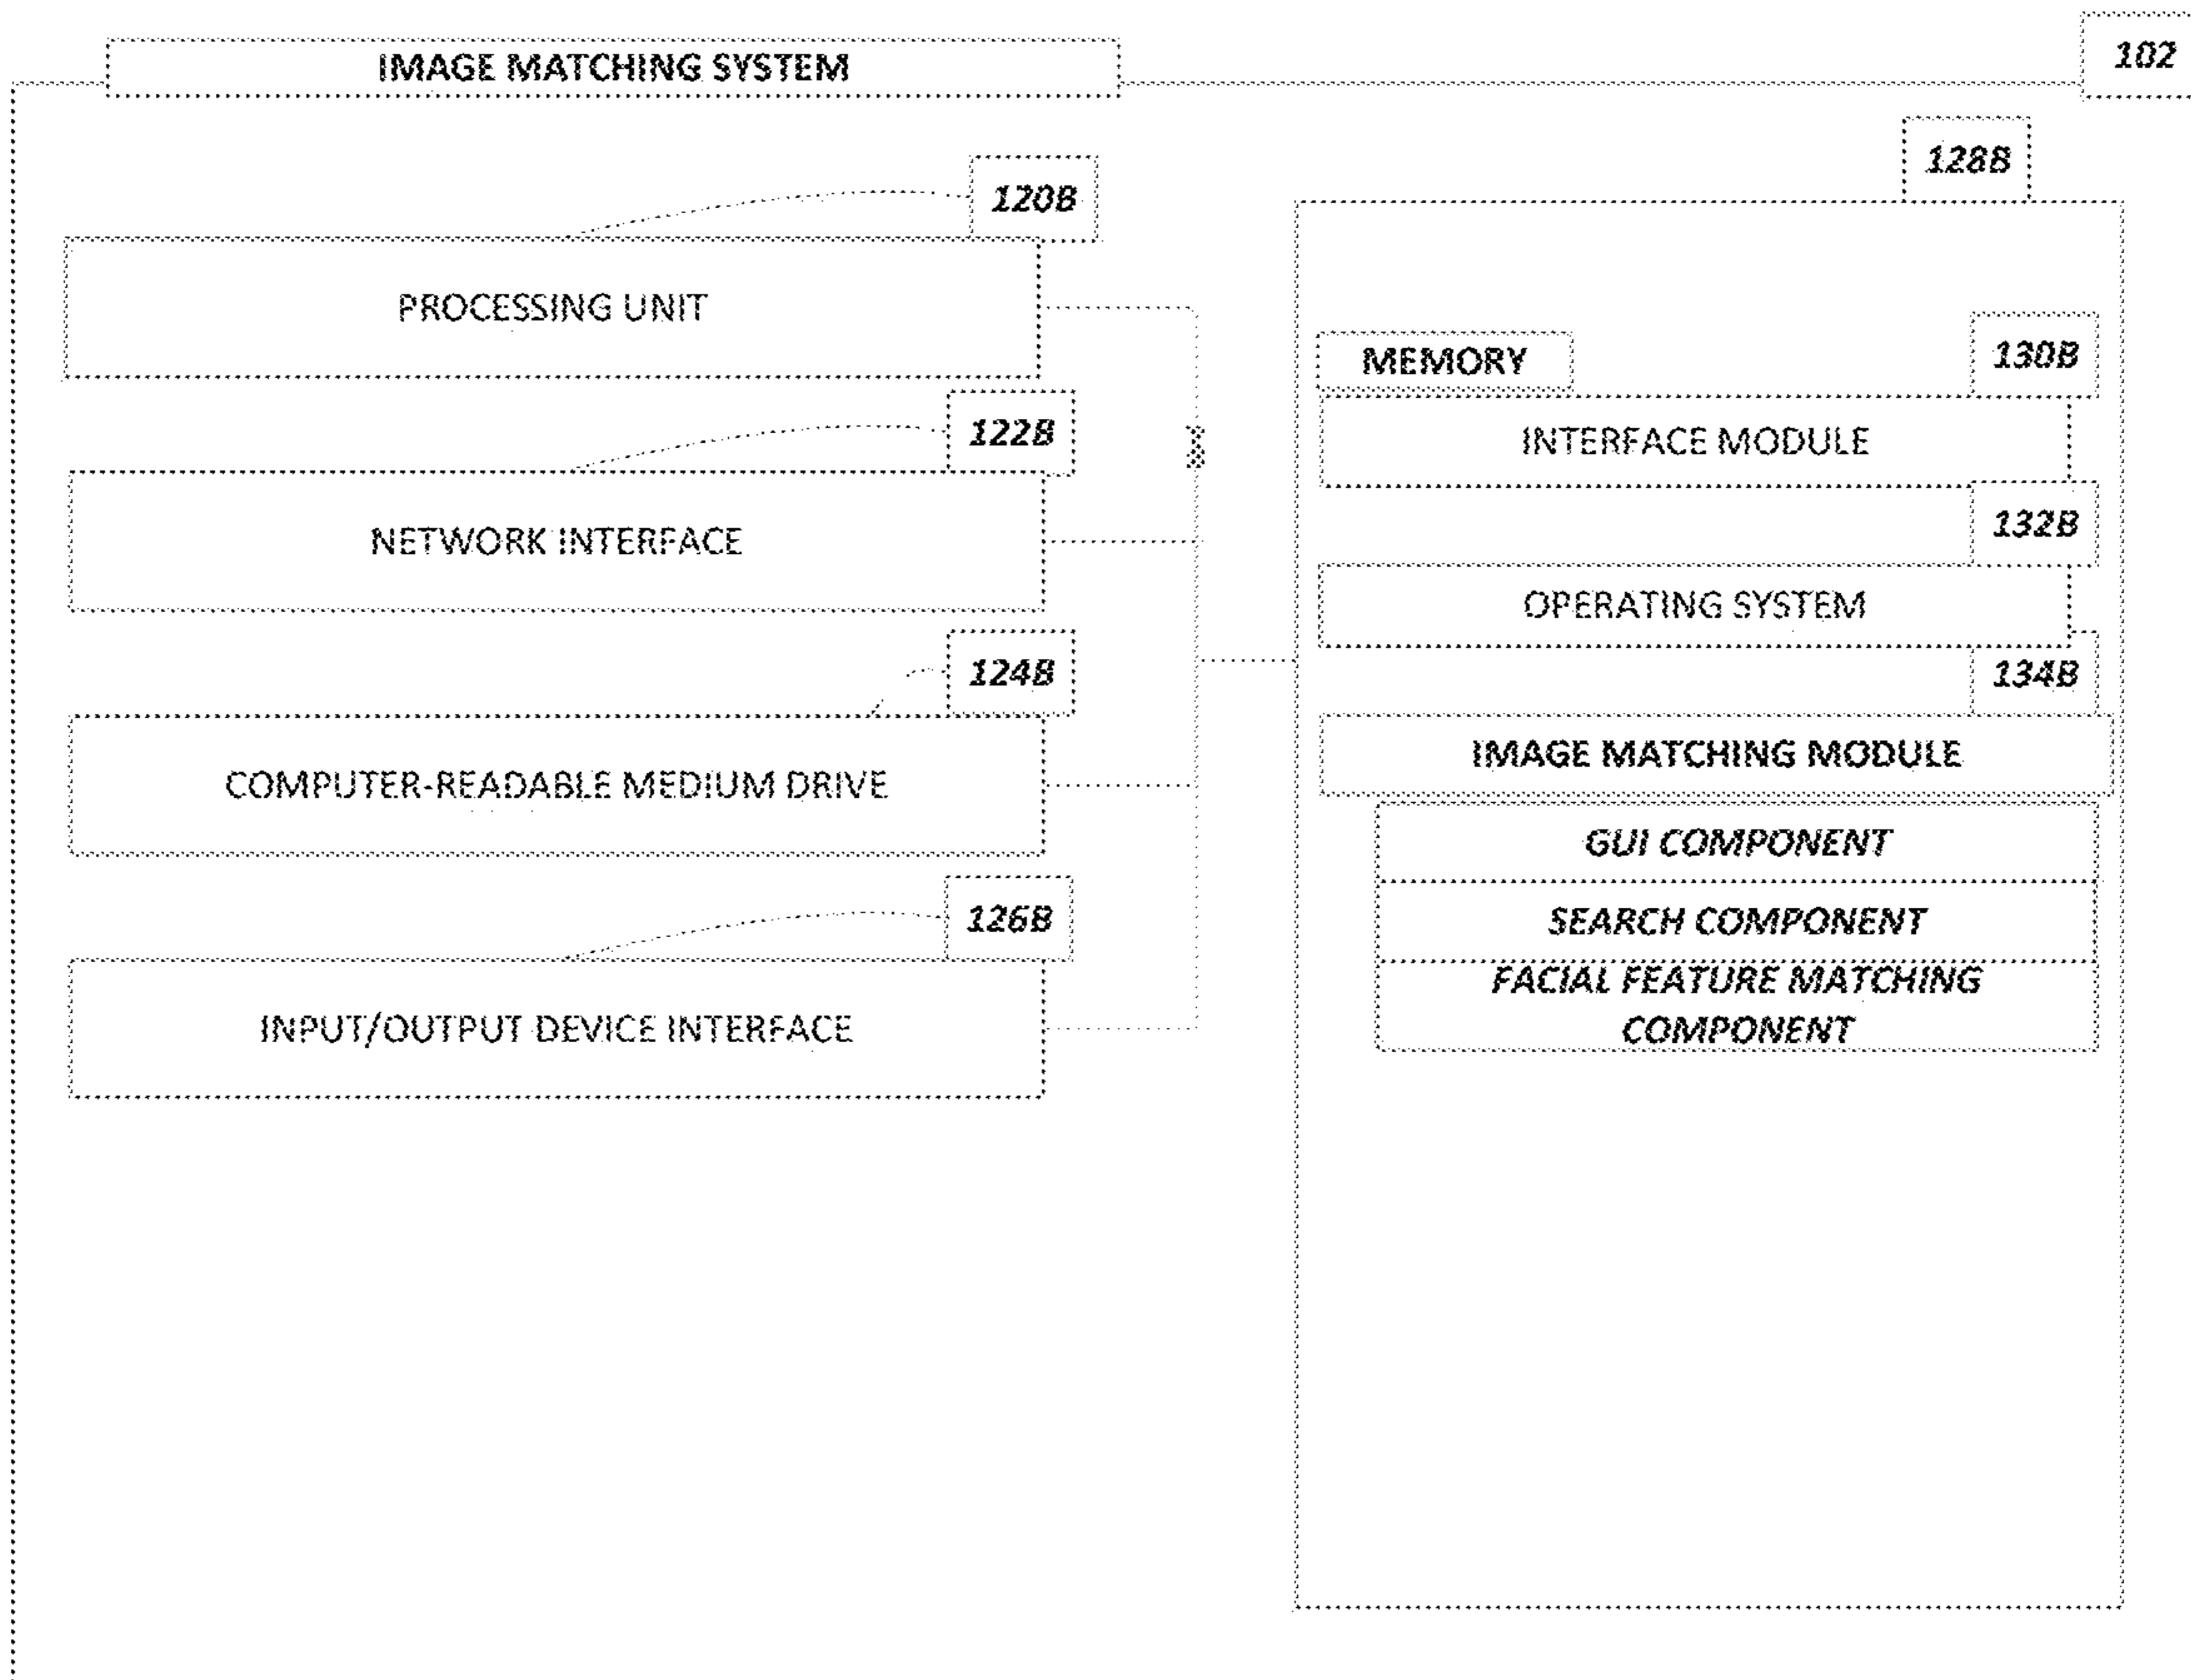 IMAGE MATCHING SYSTEM
102
120B
PROCESSING UNIT
122B
NETWORK INTERFACE
124B
COMPUTER-READABLE MEDIUM DRIVE
126B
INPUT/OUTPUT DEVICE INTERFACE
128B
MEMORY
130B
INTERFACE MODULE
132B
OPERATING SYSTEM
134B
IMAGE MATCHING MODULE
GUI COMPONENT
SEARCH COMPONENT
FACIAL FEATURE MATCHING
COMPONENT